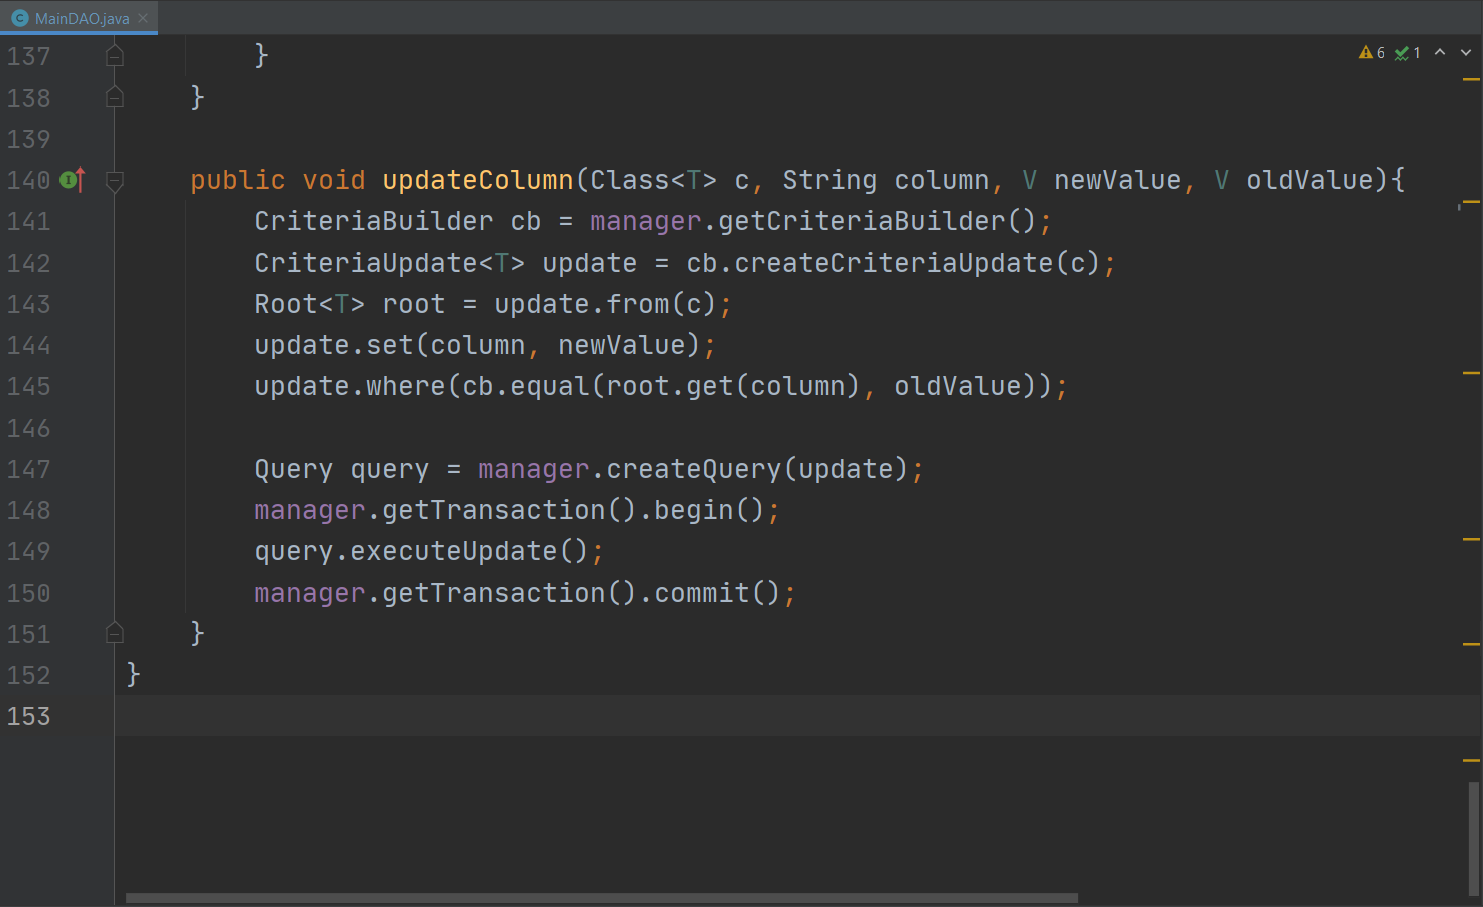 MainDAO.java
6 1
137 }
138 }
139
140 public void updateColumn(Class<T> c, String column, V newValue, V oldValue){
141 CriteriaBuilder cb = manager.getCriteriaBuilder();
142 CriteriaUpdate<T> update = cb.createCriteriaUpdate(c);
143 Root<T> root = update.from(c);
144 update.set(column, newValue);
145 update.where(cb.equal(root.get(column), oldValue));
146
147 Query query = manager.createQuery(update);
148 manager.getTransaction().begin();
149 query.executeUpdate();
150 manager.getTransaction().commit();
151 }
152 }
153